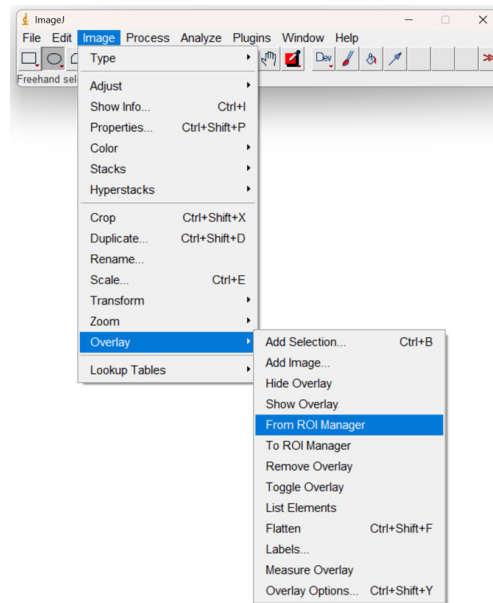 ImageJ
File Edit Image Process Analyze Plugins Window Help
Dev
Freehand sel
Type
Adjust
Show Info... Ctrl+I
Properties... Ctrl+Shift+P
Color
Stacks
Hyperstacks
Crop Ctrl+Shift+X
Duplicate... Ctrl+Shift+D
Rename...
Scale... Ctrl+E
Transform
Zoom
Overlay
Lookup Tables
Add Selection... Ctrl+B
Add Image...
Hide Overlay
Show Overlay
From ROI Manager
To ROI Manager
Remove Overlay
Toggle Overlay
List Elements
Flatten Ctrl+Shift+F
Labels...
Measure Overlay
Overlay Options... Ctrl+Shift+Y